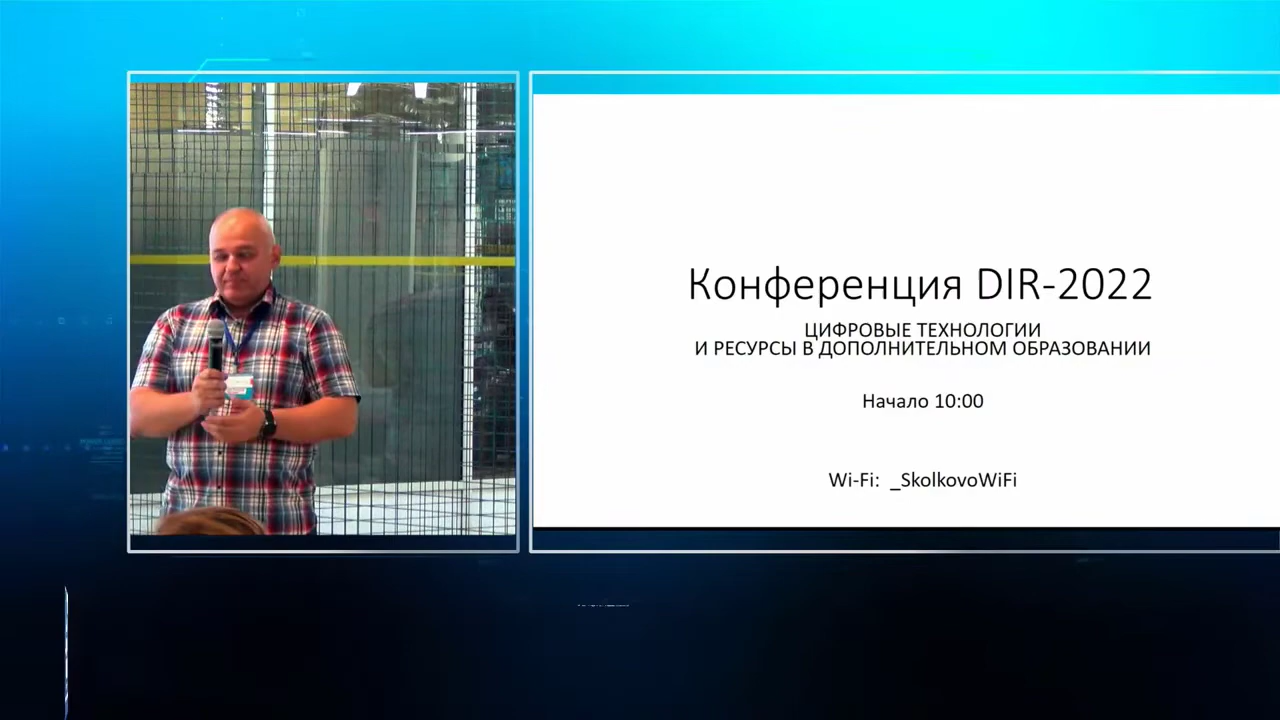 Конференция DIR-2022
ЦИФРОВЫЕ ТЕХНОЛОГИИ
И РЕСУРСЫ В ДОПОЛНИТЕЛЬНОМ ОБРАЗОВАНИИ
Начало 10:00
Wi-Fi: _SkolkovoWiFi